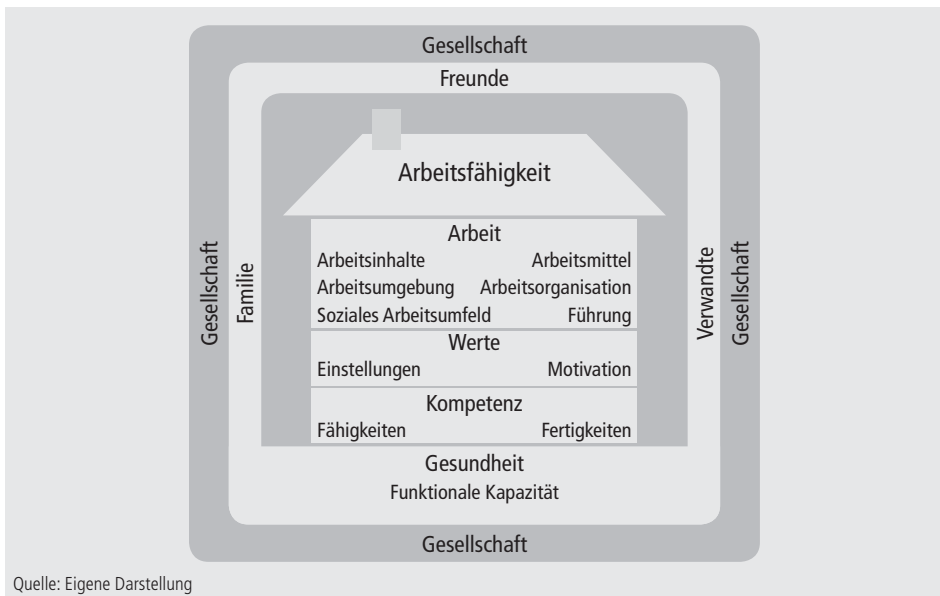 Gesellschaft
Freunde
Arbeitsfähigkeit
Gesellschaft
Familie
Verwandte
Gesellschaft
Arbeit
Arbeitsinhalte Arbeitsmittel
Arbeitsumgebung Arbeitsorganisation
Soziales Arbeitsumfeld Führung
Werte
Einstellungen Motivation
Kompetenz
Fähigkeiten Fertigkeiten
Gesundheit
Funktionale Kapazität
Gesellschaft
Quelle: Eigene Darstellung